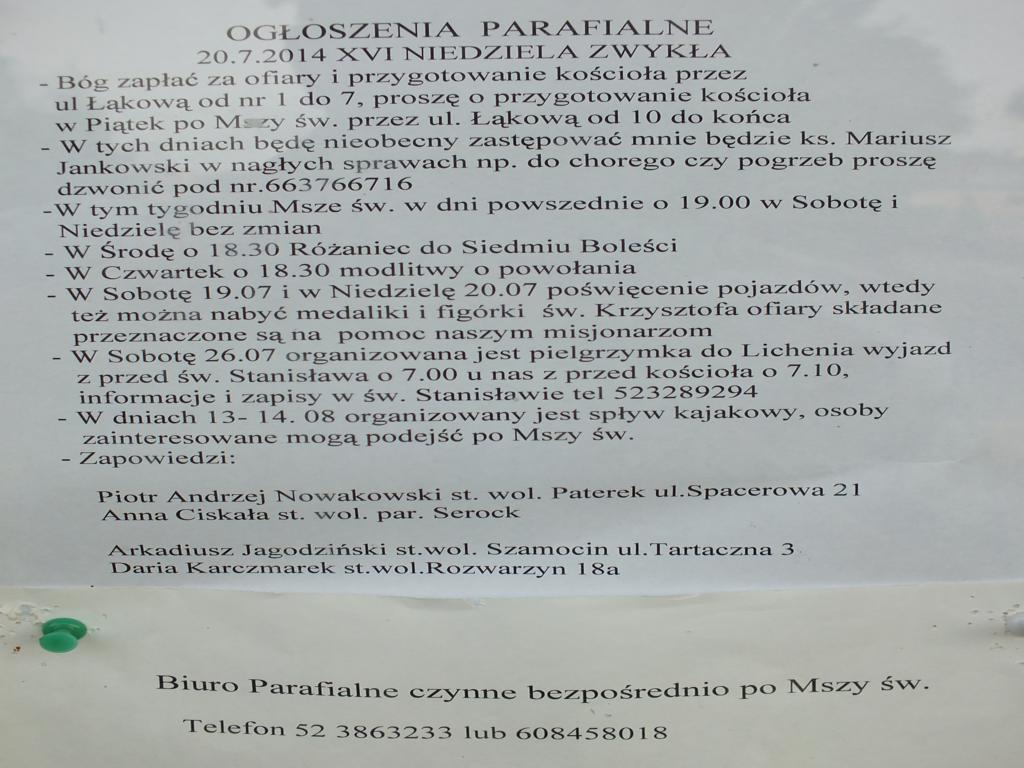 OGŁOSZENIA PARAFIALNE
20.7.2014 XVI NIEDZIELA ZWYKŁA
- Bóg zapłać za ofiary i przygotowanie kościoła przez
ul Łąkową od nr 1 do 7, proszę o przygotowanie kościoła
w Piątek po Mszy św. przez ul. Łąkową od 10 do końca
- W tych dniach będę nieobecny zastępować mnie będzie ks. Mariusz
Jankowski w nagłych sprawach np. do chorego czy pogrzeb proszę
dzwonić pod nr.663766716
-W tym tygodniu Msze św. w dni powszednie o 19.00 w Sobotę i
Niedzielę bez zmian
- W Środę o 18.30 Różaniec do Siedmiu Boleści
- W Czwartek o 18.30 modlitwy o powołania
- W Sobotę 19.07 i w Niedzielę 20.07 poświęcenie pojazdów, wtedy
też można nabyć medaliki i figórki św. Krzysztofa ofiary składane
przeznaczone są na pomoc naszym misjonarzom
- W Sobotę 26.07 organizowana jest pielgrzymka do Lichenia wyjazd
z przed św. Stanisława o 7.00 u nas z przed kościoła o 7.10,
informacje i zapisy w św. Stanisławie tel 523289294
- W dniach 13- 14. 08 organizowany jest spływ kajakowy, osoby
zainteresowane mogą podejść po Mszy św.
- Zapowiedzi:
Piotr Andrzej Nowakowski st. wol. Paterek ul.Spacerowa 21
Anna Ciskała st. wol. par. Serock
Arkadiusz Jagodziński st.wol. Szamocin ul.Tartaczna 3
Daria Karczmarek st.wol.Rozwarzyn 18a
Biuro Parafialne czynne bezpośrednio po Mszy św.
Telefon 52 3863233 lub 608458018